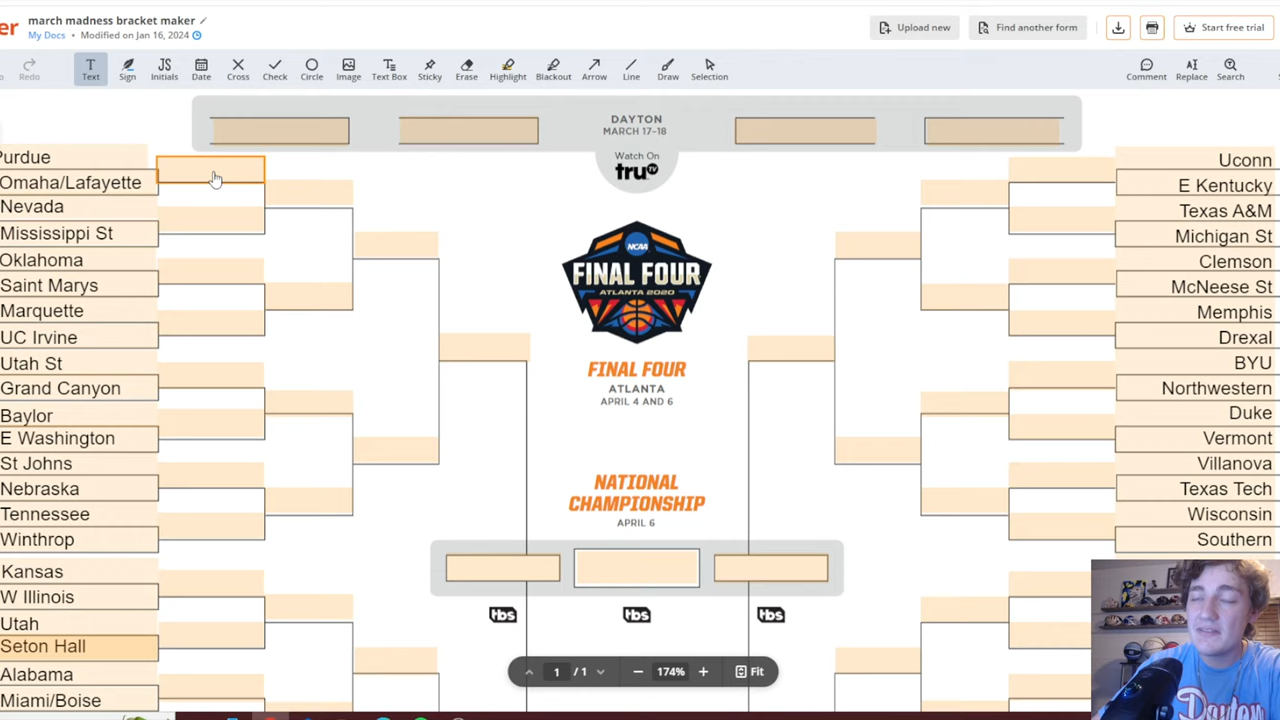 er
march madness bracket maker
My Docs • Modified on Jan 16, 2024
Upload new
Find another form
Start free trial
Redo
Text
Sign
Initials
Date
Cross
Check
Circle
Image
Text Box
Sticky
Erase
Highlight
Blackout
Arrow
Line
Draw
Selection
Comment
Replace
Search
DAYTON
MARCH 17-18
Watch On
truTV
Purdue
Omaha/Lafayette
Nevada
Mississippi St
Oklahoma
Saint Marys
Marquette
UC Irvine
Utah St
Grand Canyon
Baylor
E Washington
St Johns
Nebraska
Tennessee
Winthrop
Kansas
W Illinois
Utah
Seton Hall
Alabama
Miami/Boise
NCAA
FINAL FOUR
ATLANTA 2020
FINAL FOUR
ATLANTA
APRIL 4 AND 6
NATIONAL
CHAMPIONSHIP
APRIL 6
tbs
tbs
tbs
1 / 1
174%
Fit
Uconn
E Kentucky
Texas A&M
Michigan St
Clemson
McNeese St
Memphis
Drexal
BYU
Northwestern
Duke
Vermont
Villanova
Texas Tech
Wisconsin
Southern
Dayton